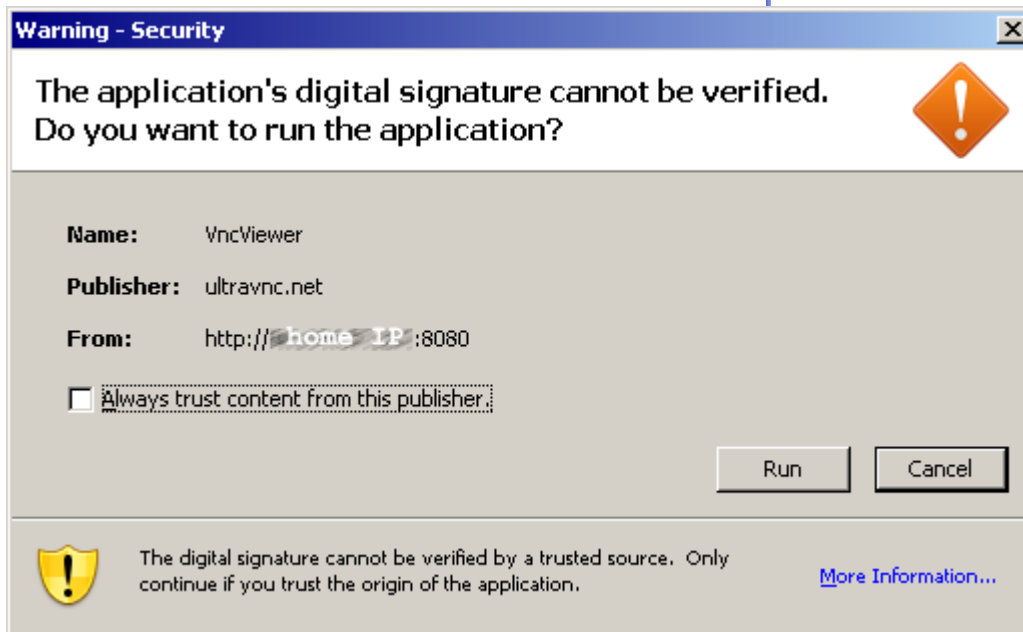 Warning - Security
The application's digital signature cannot be verified.
Do you want to run the application?
Name: VncViewer
Publisher: ultravnc.net
From: http:// home IP :8080
Always trust content from this publisher.
Run Cancel
The digital signature cannot be verified by a trusted source. Only
continue if you trust the origin of the application.
More Information...